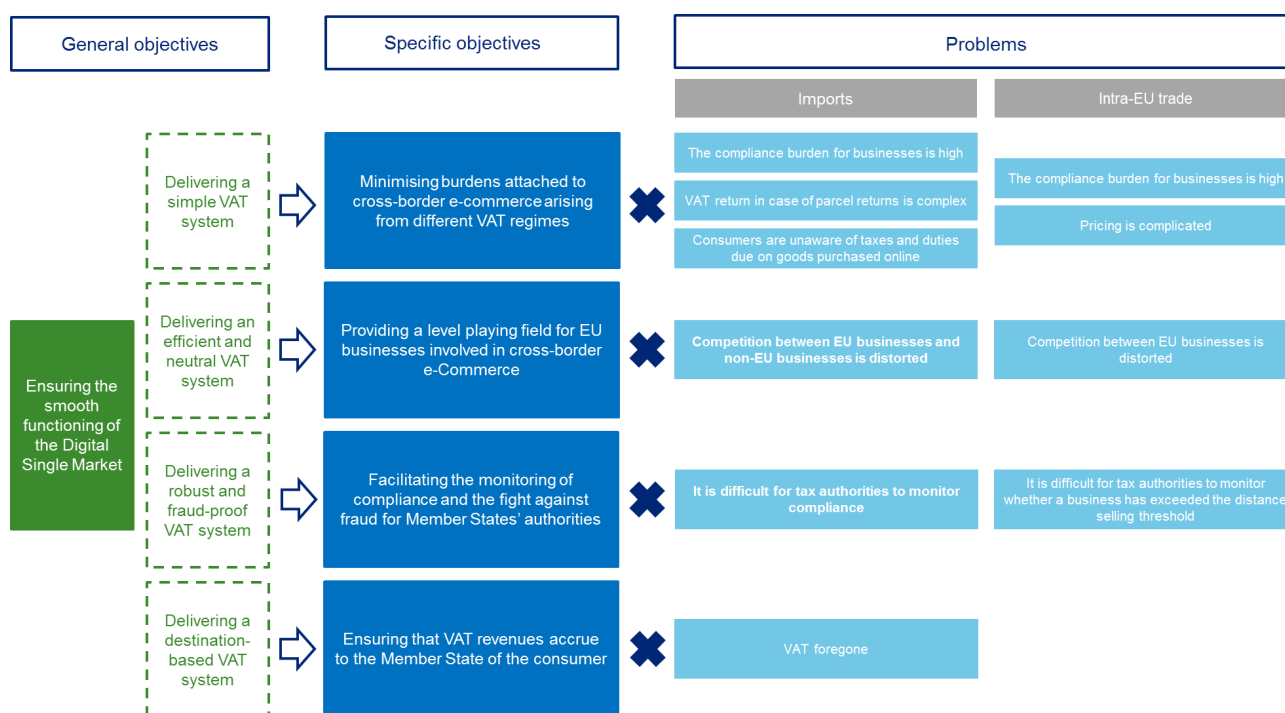 General objectives
Specific objectives
Problems
Imports
Intra-EU trade
Ensuring the
smooth
functioning of
the Digital
Single Market
Delivering a
simple VAT
system
Minimising burdens attached to
cross-border e-commerce arising
from different VAT regimes
The compliance burden for businesses is high
VAT return in case of parcel returns is complex
Consumers are unaware of taxes and duties
due on goods purchased online
The compliance burden for businesses is high
Pricing is complicated
Delivering an
efficient and
neutral VAT
system
Providing a level playing field for EU
businesses involved in cross-border
e-Commerce
Competition between EU businesses and
non-EU businesses is distorted
Competition between EU businesses is
distorted
Delivering a
robust and
fraud-proof
VAT system
Facilitating the monitoring of
compliance and the fight against
fraud for Member States' authorities
It is difficult for tax authorities to monitor
compliance
It is difficult for tax authorities to monitor
whether a business has exceeded the distance
selling threshold
Delivering a
destination-
based VAT
system
Ensuring that VAT revenues accrue
to the Member State of the consumer
VAT foregone